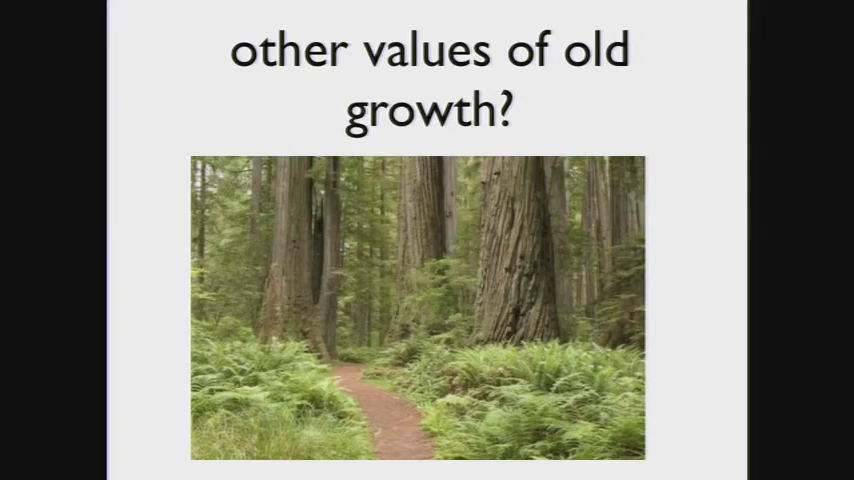 other values of old
growth?